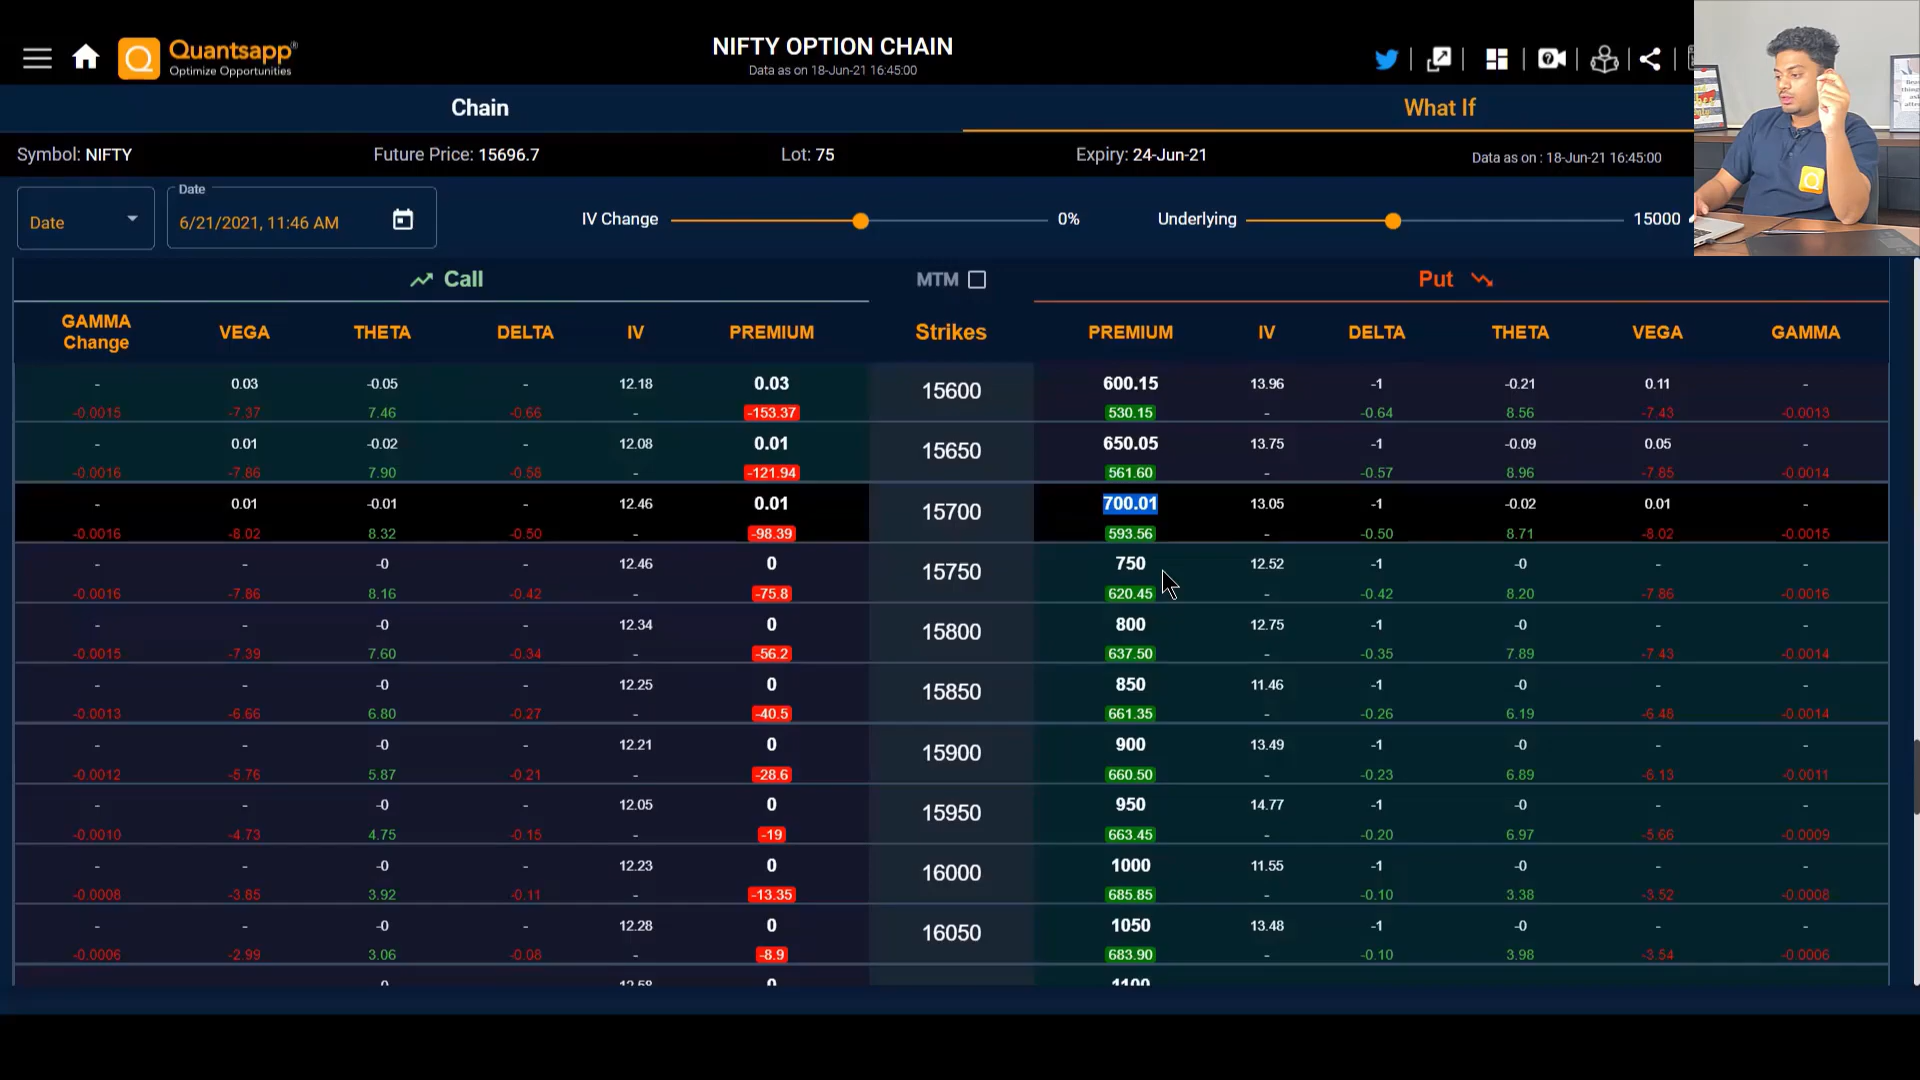 Quantsapp®
Optimize Opportunities
NIFTY OPTION CHAIN
Data as on 18-Jun-21 16:45:00
Chain
What If
Symbol: NIFTY
Future Price: 15696.7
Lot: 75
Expiry: 24-Jun-21
Data as on : 18-Jun-21 16:45:00
Date
Date
6/21/2021, 11:46 AM
IV Change
0%
Underlying
15000
Call
MTM
Put
GAMMA Change VEGA THETA DELTA IV PREMIUM Strikes PREMIUM IV DELTA THETA VEGA GAMMA
- 0.03 -0.05 - 12.18 0.03 15600 600.15 13.96 -1 -0.21 0.11 -
-0.0015 -7.37 7.46 -0.66 - -153.37 530.15 - -0.64 8.56 -7.43 -0.0013
- 0.01 -0.02 - 12.08 0.01 15650 650.05 13.75 -1 -0.09 0.05 -
-0.0016 -7.86 7.90 -0.58 - -121.94 561.60 - -0.57 8.96 -7.85 -0.0014
- 0.01 -0.01 - 12.46 0.01 15700 700.01 13.05 -1 -0.02 0.01 -
-0.0016 -8.02 8.32 -0.50 - -98.39 593.56 - -0.50 8.71 -8.02 -0.0015
- - -0 - 12.46 0 15750 750 12.52 -1 -0 - -
-0.0016 -7.86 8.16 -0.42 - -75.8 620.45 - -0.42 8.20 -7.86 -0.0016
- - -0 - 12.34 0 15800 800 12.75 -1 -0 - -
-0.0015 -7.39 7.60 -0.34 - -56.2 637.50 - -0.35 7.89 -7.43 -0.0014
- - -0 - 12.25 0 15850 850 11.46 -1 -0 - -
-0.0013 -6.66 6.80 -0.27 - -40.5 661.35 - -0.26 6.19 -6.48 -0.0014
- - -0 - 12.21 0 15900 900 13.49 -1 -0 - -
-0.0012 -5.76 5.87 -0.21 - -28.6 660.50 - -0.23 6.89 -6.13 -0.0011
- - -0 - 12.05 0 15950 950 14.77 -1 -0 - -
-0.0010 -4.73 4.75 -0.15 - -19 663.45 - -0.20 6.97 -5.66 -0.0009
- - -0 - 12.23 0 16000 1000 11.55 -1 -0 - -
-0.0008 -3.85 3.92 -0.11 - -13.35 685.85 - -0.10 3.38 -3.52 -0.0008
- - -0 - 12.28 0 16050 1050 13.48 -1 -0 - -
-0.0006 -2.99 3.06 -0.08 - -8.9 683.90 - -0.10 3.98 -3.54 -0.0006